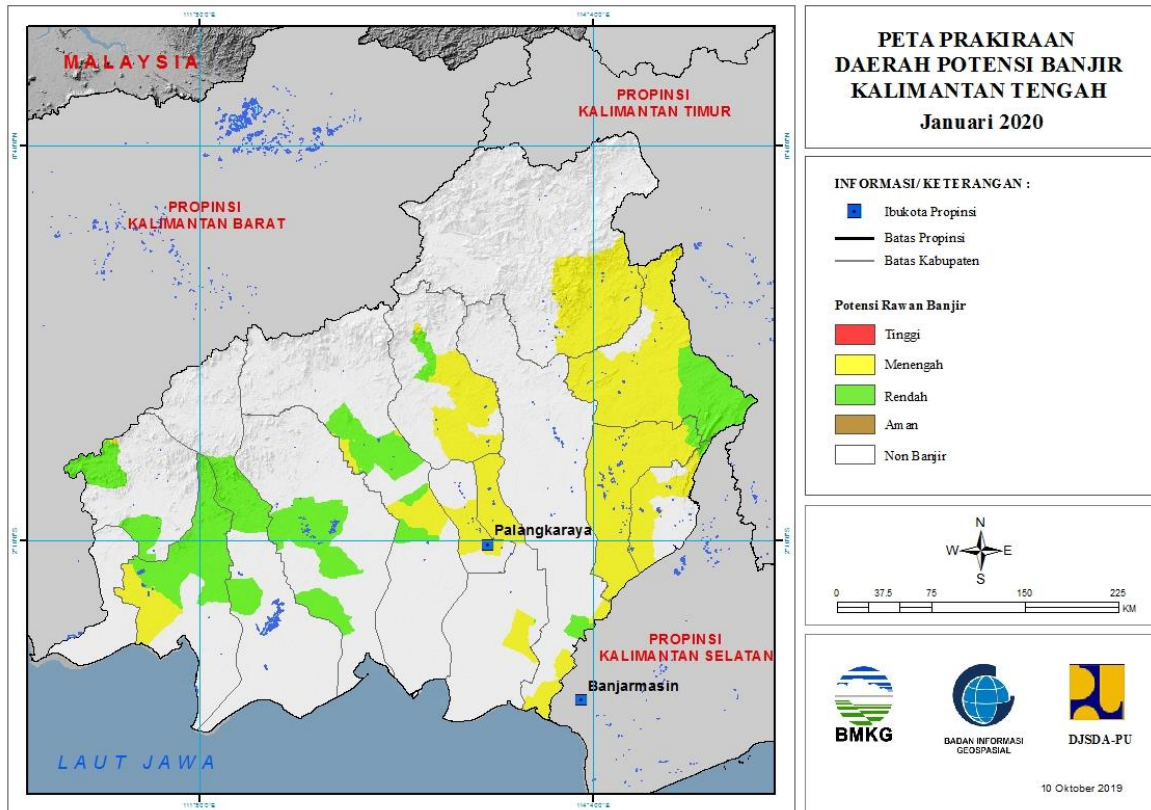 PETA PRAKIRAAN
DAERAH POTENSI BANJIR
KALIMANTAN TENGAH
Januari 2020
MALAYSIA
PROPINSI
KALIMANTAN TIMUR
PROPINSI
KALIMANTAN BARAT
Palangkaraya
PROPINSI
KALIMANTAN SELATAN
Banjarmasin
LAUT JAWA
INFORMASI/KETERANGAN :
Ibukota Propinsi
Batas Propinsi
Batas Kabupaten
Potensi Rawan Banjir
Tinggi
Menengah
Rendah
Aman
Non Banjir
N
W E
S
0 37.5 75 150 225
KM
BMKG
BADAN INFORMASI
GEOSPASIAL
DJSDA-PU
10 Oktober 2019